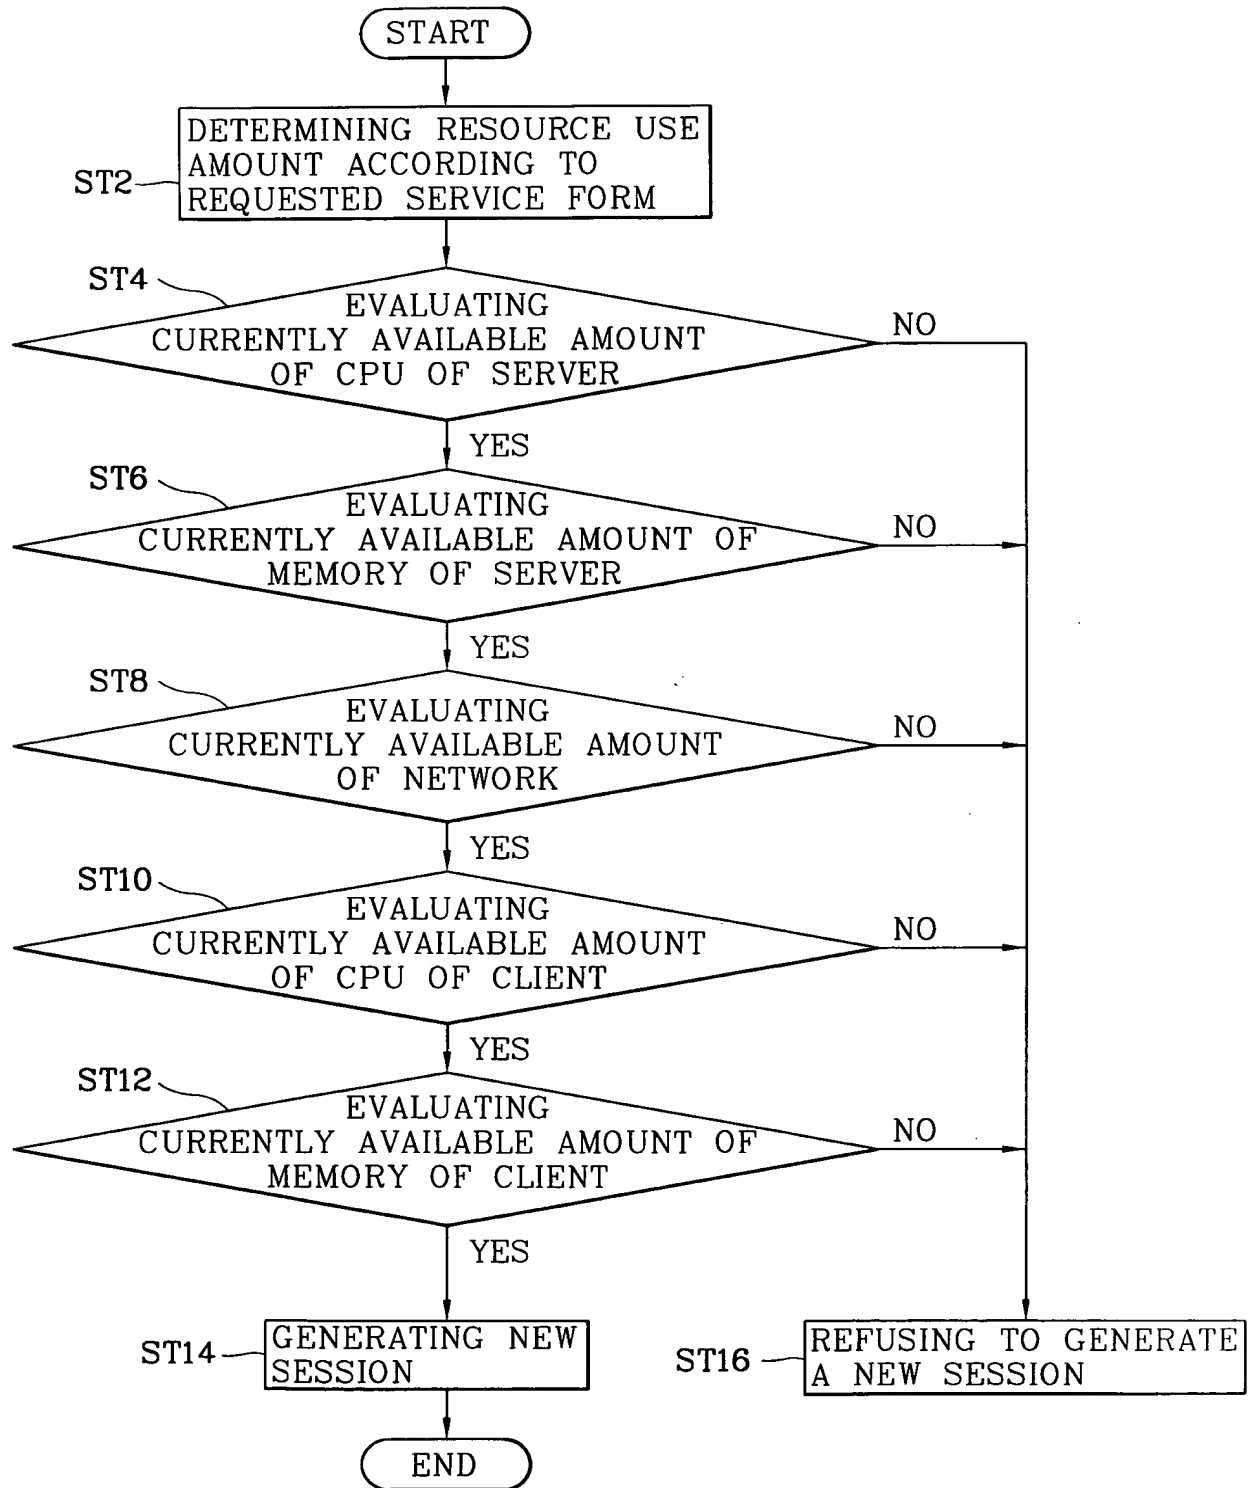 START
DETERMINING RESOURCE USE
AMOUNT ACCORDING TO
REQUESTED SERVICE FORM
ST2
ST4
EVALUATING
CURRENTLY AVAILABLE AMOUNT
OF CPU OF SERVER
NO
YES
ST6
EVALUATING
CURRENTLY AVAILABLE AMOUNT OF
MEMORY OF SERVER
NO
YES
ST8
EVALUATING
CURRENTLY AVAILABLE AMOUNT
OF NETWORK
NO
YES
ST10
EVALUATING
CURRENTLY AVAILABLE AMOUNT
OF CPU OF CLIENT
NO
YES
ST12
EVALUATING
CURRENTLY AVAILABLE AMOUNT OF
MEMORY OF CLIENT
NO
YES
ST14
GENERATING NEW
SESSION
ST16
REFUSING TO GENERATE
A NEW SESSION
END